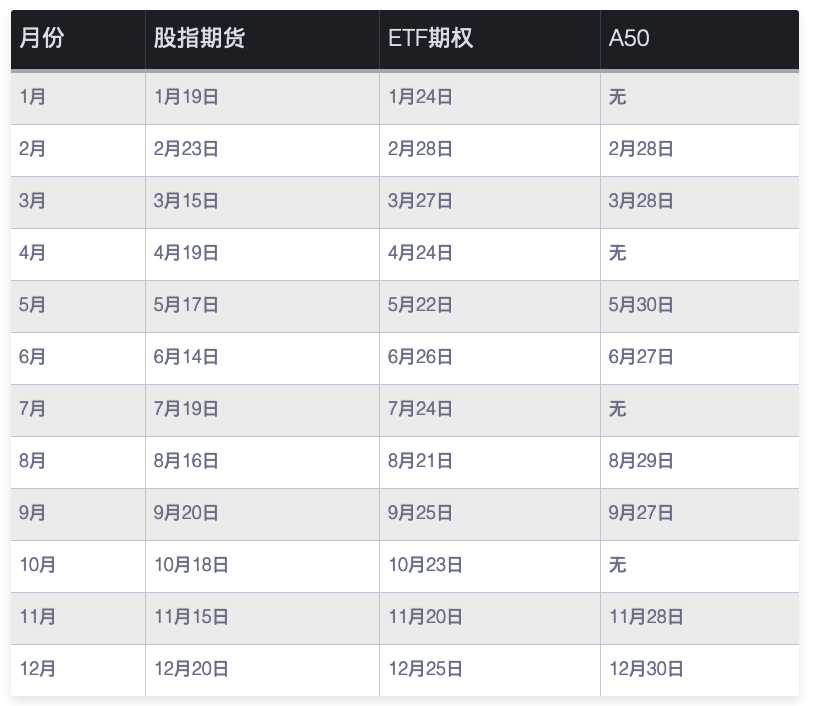 月份 股指期货 ETF期权 A50
1月 1月19日 1月24日 无
2月 2月23日 2月28日 2月28日
3月 3月15日 3月27日 3月28日
4月 4月19日 4月24日 无
5月 5月17日 5月22日 5月30日
6月 6月14日 6月26日 6月27日
7月 7月19日 7月24日 无
8月 8月16日 8月21日 8月29日
9月 9月20日 9月25日 9月27日
10月 10月18日 10月23日 无
11月 11月15日 11月20日 11月28日
12月 12月20日 12月25日 12月30日